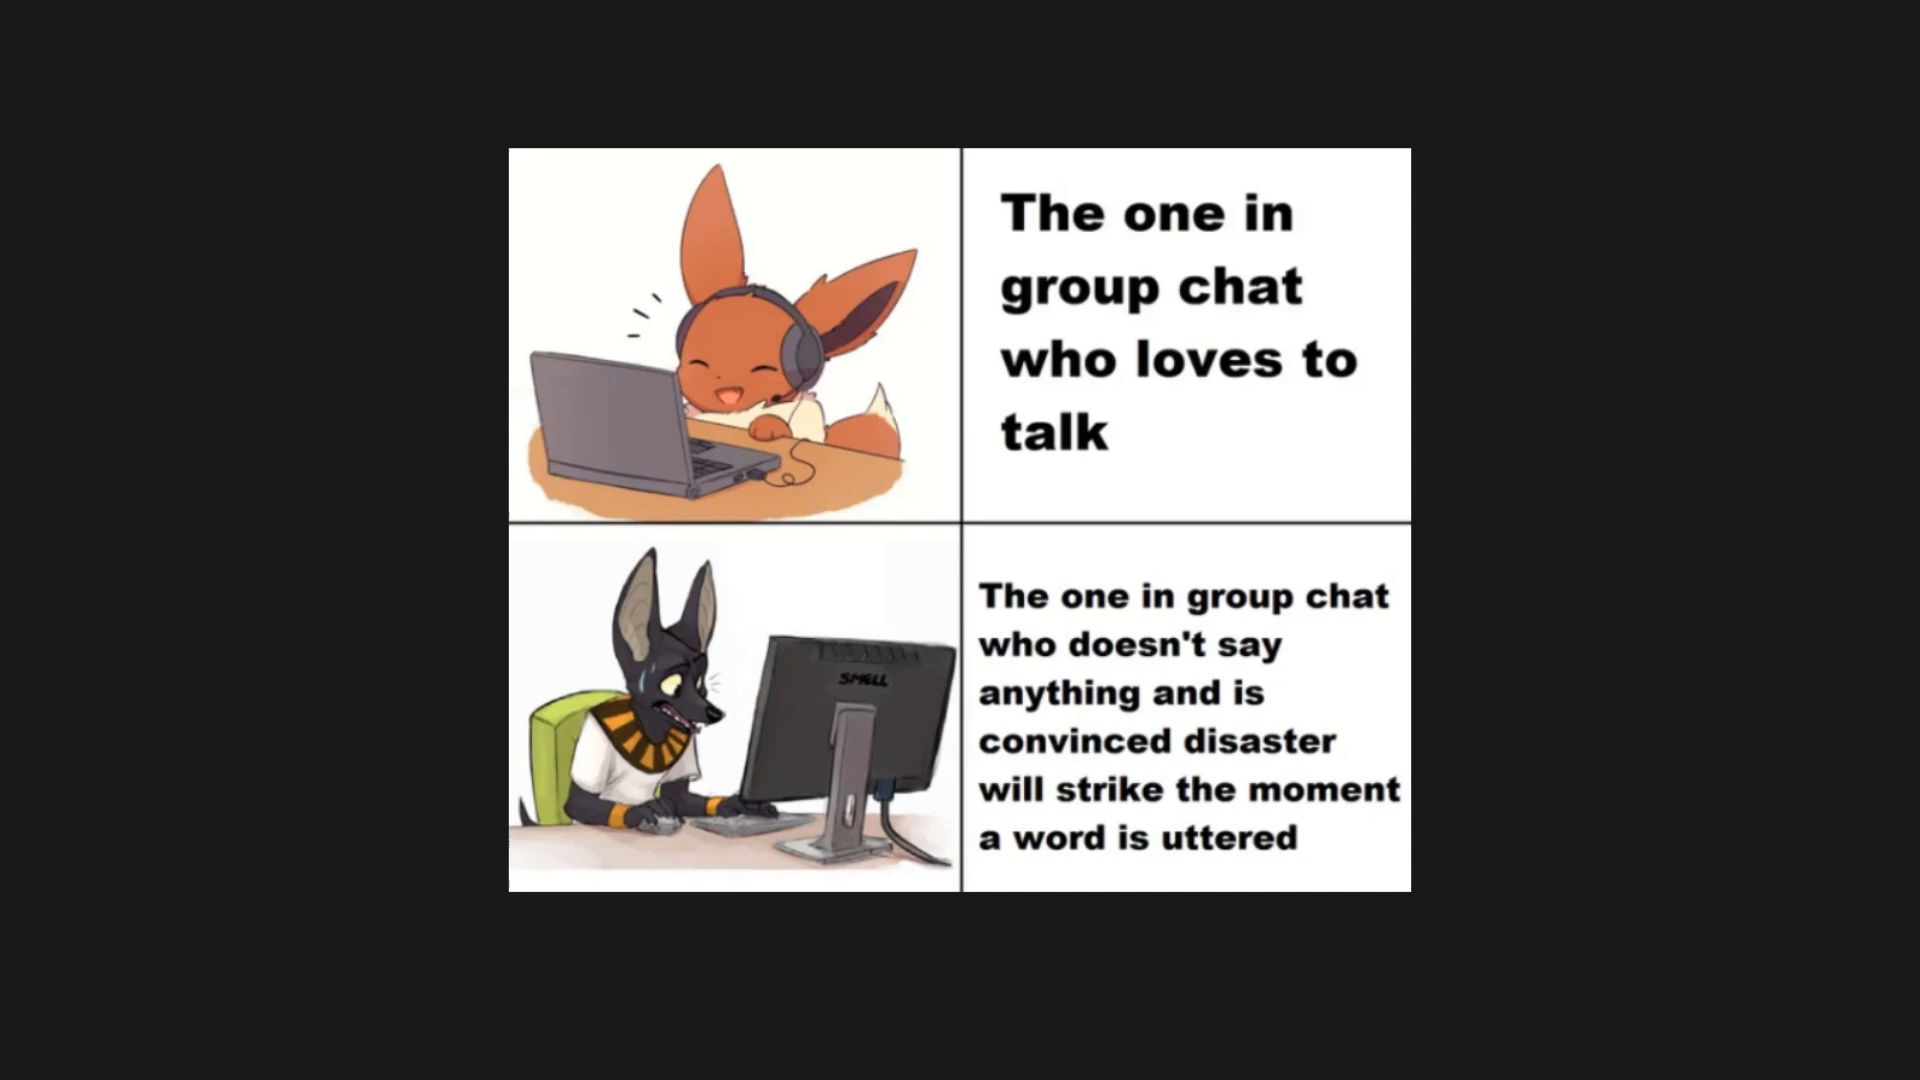 The one in
group chat
who loves to
talk
SMELL
The one in group chat
who doesn't say
anything and is
convinced disaster
will strike the moment
a word is uttered